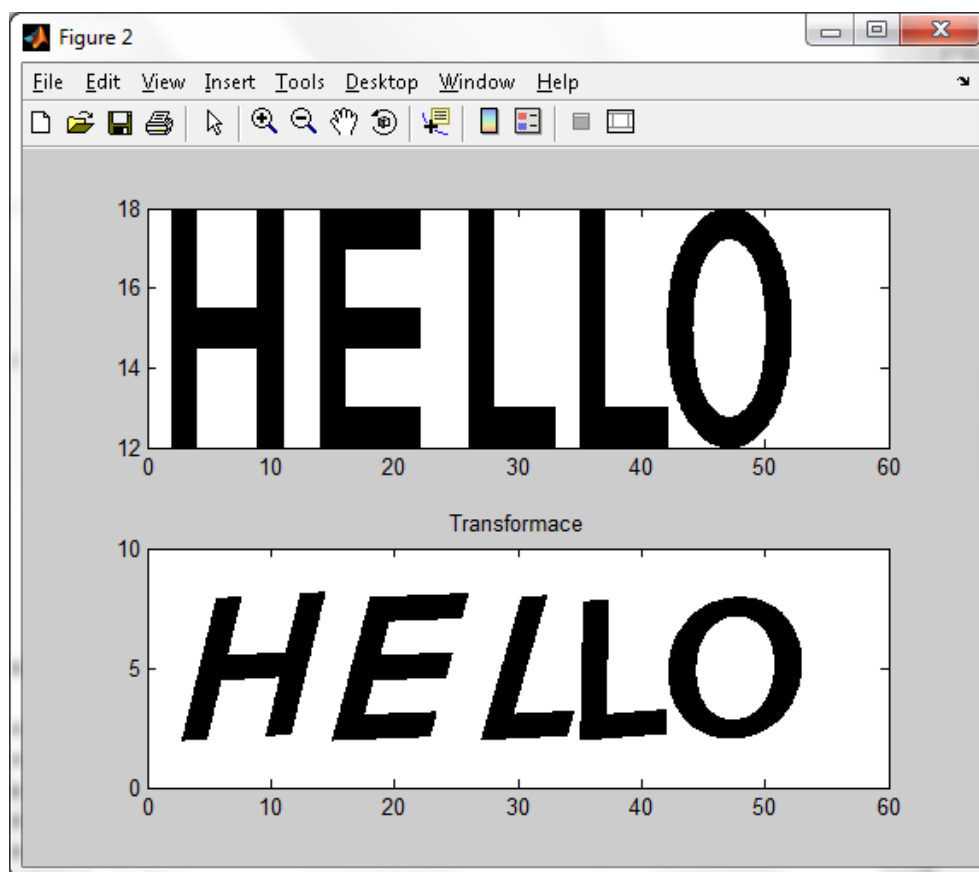 Figure 2
File Edit View Insert Tools Desktop Window Help
18
16
14
12
HELLO
0 10 20 30 40 50 60
Transformace
10
5
0
HELLO
0 10 20 30 40 50 60